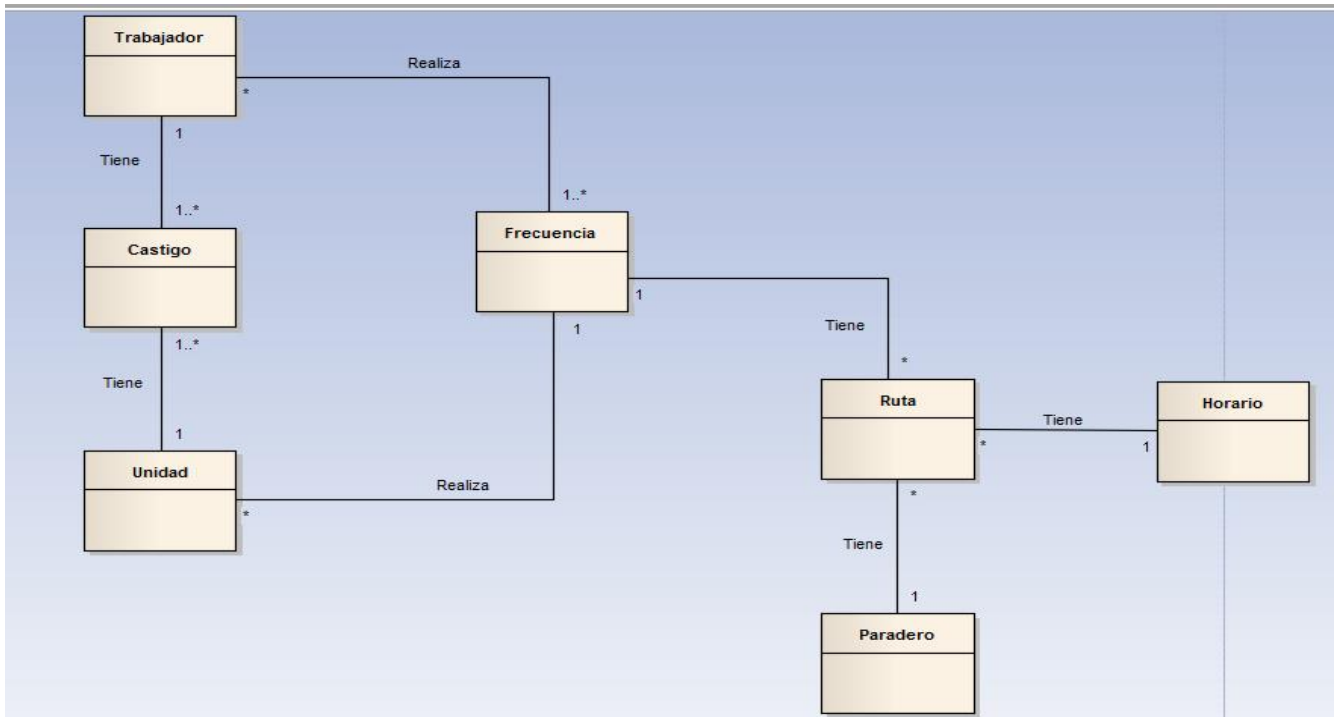 Trabajador
Realiza
*
1
Tiene
1..*
1..*
Castigo
Frecuencia
1
1..*
1
Tiene
Tiene
*
1
Unidad
Ruta
Horario
Tiene
*
1
Realiza
*
*
Tiene
1
Paradero